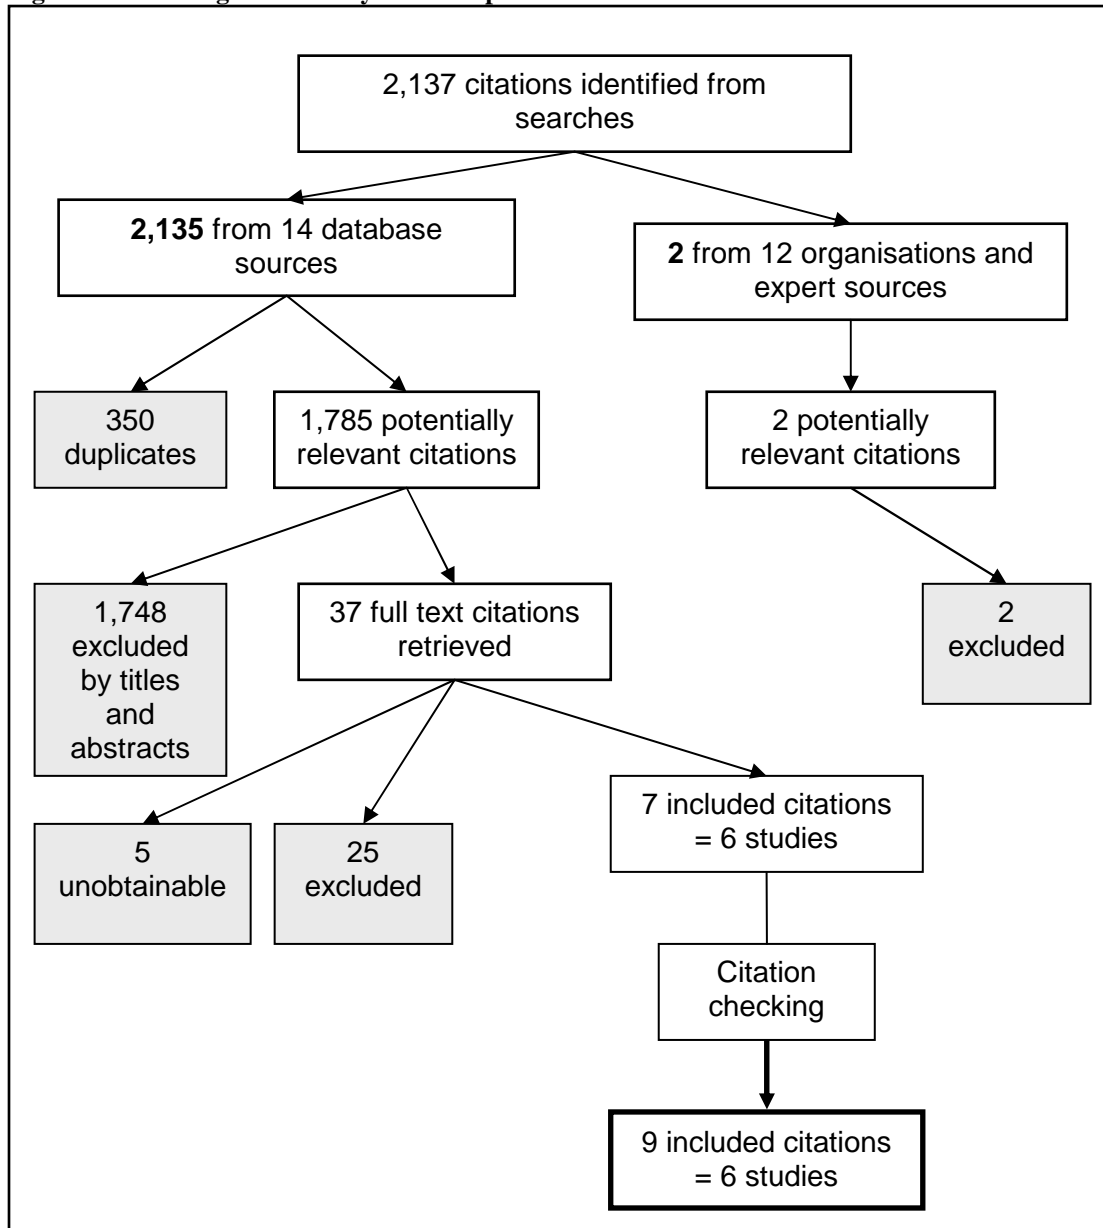 2,137 citations identified from
searches
2,135 from 14 database
sources
2 from 12 organisations and
expert sources
350
duplicates
1,785 potentially
relevant citations
2 potentially
relevant citations
1,748
excluded
by titles
and
abstracts
37 full text citations
retrieved
2
excluded
5
unobtainable
25
excluded
7 included citations
= 6 studies
Citation
checking
9 included citations
= 6 studies